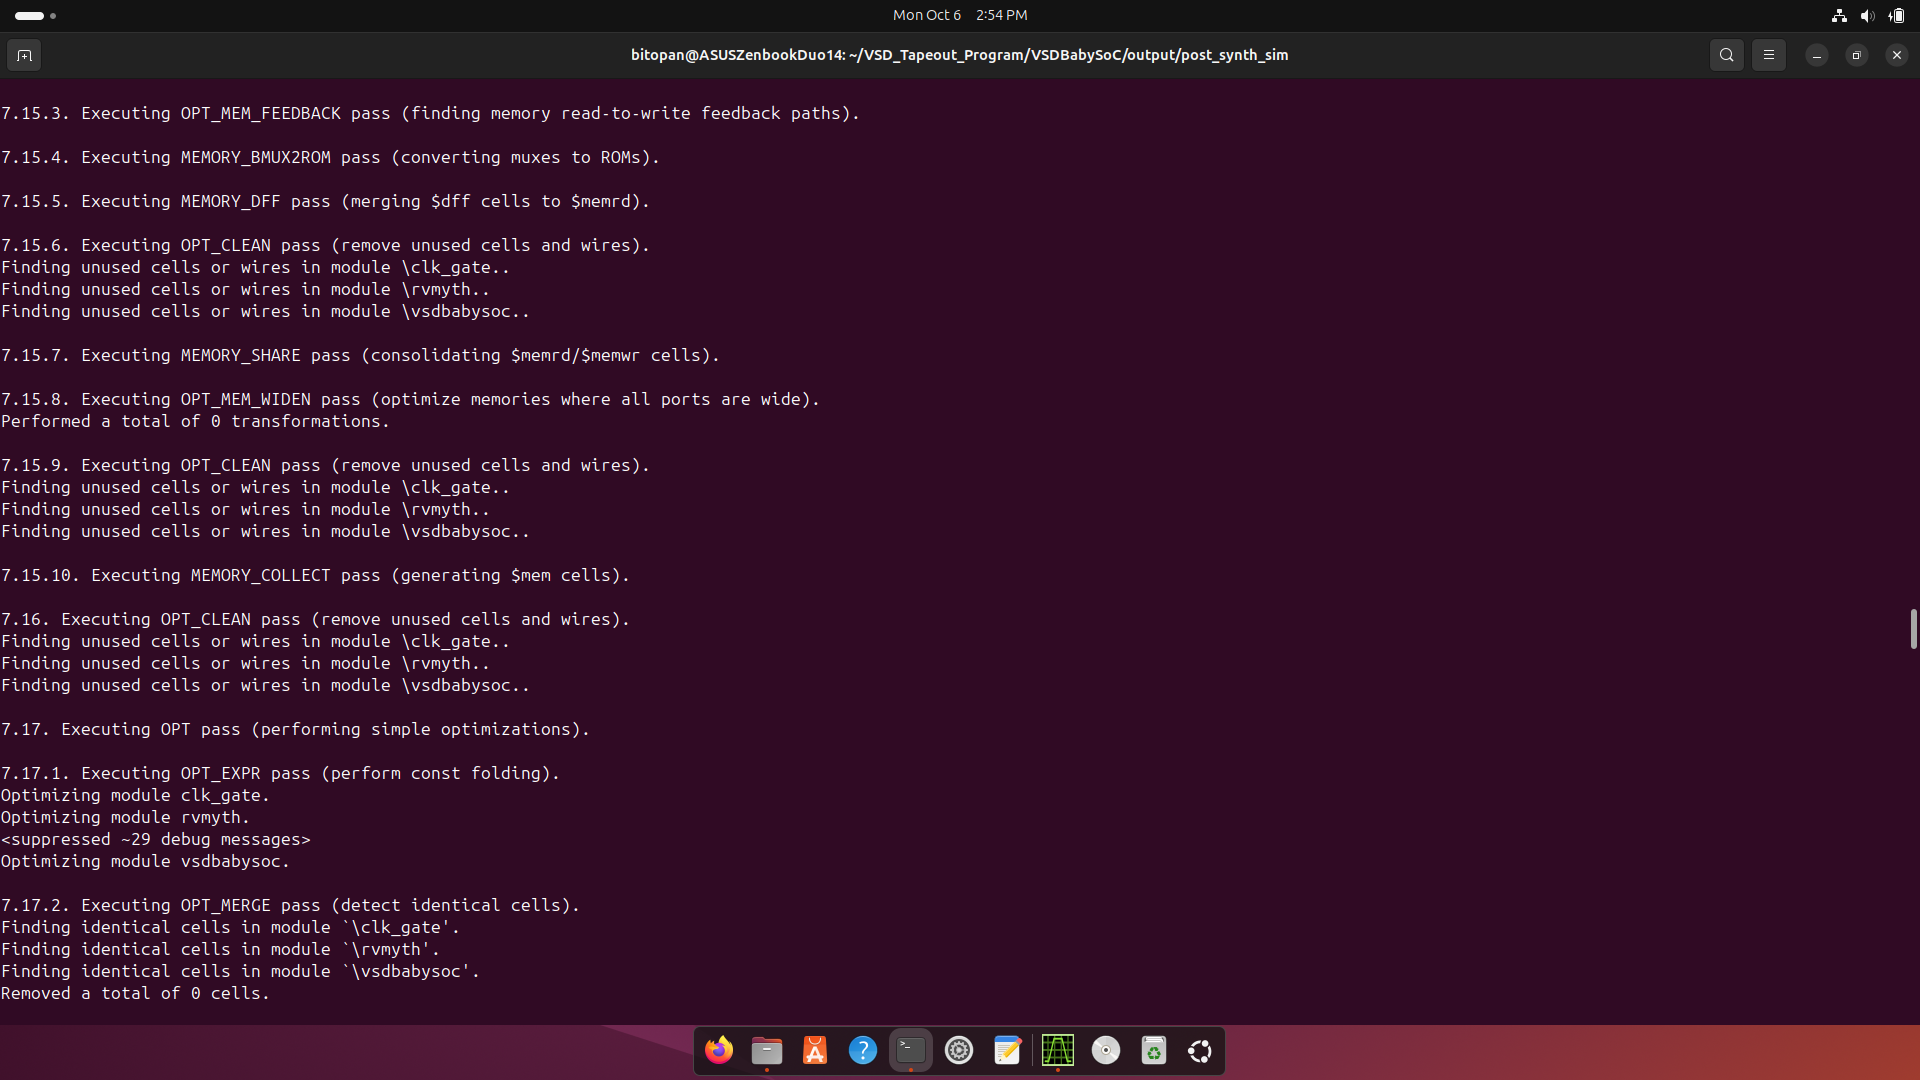 Mon Oct 6 2:54 PM
bitopan@ASUSZenbookDuo14: ~/VSD_Tapeout_Program/VSDBabySoC/output/post_synth_sim
7.15.3. Executing OPT_MEM_FEEDBACK pass (finding memory read-to-write feedback paths).
7.15.4. Executing MEMORY_BMUX2ROM pass (converting muxes to ROMs).
7.15.5. Executing MEMORY_DFF pass (merging $dff cells to $memrd).
7.15.6. Executing OPT_CLEAN pass (remove unused cells and wires).
Finding unused cells or wires in module \clk_gate..
Finding unused cells or wires in module \rvmyth..
Finding unused cells or wires in module \vsdbabysoc..
7.15.7. Executing MEMORY_SHARE pass (consolidating $memrd/$memwr cells).
7.15.8. Executing OPT_MEM_WIDEN pass (optimize memories where all ports are wide).
Performed a total of 0 transformations.
7.15.9. Executing OPT_CLEAN pass (remove unused cells and wires).
Finding unused cells or wires in module \clk_gate..
Finding unused cells or wires in module \rvmyth..
Finding unused cells or wires in module \vsdbabysoc..
7.15.10. Executing MEMORY_COLLECT pass (generating $mem cells).
7.16. Executing OPT_CLEAN pass (remove unused cells and wires).
Finding unused cells or wires in module \clk_gate..
Finding unused cells or wires in module \rvmyth..
Finding unused cells or wires in module \vsdbabysoc..
7.17. Executing OPT pass (performing simple optimizations).
7.17.1. Executing OPT_EXPR pass (perform const folding).
Optimizing module clk_gate.
Optimizing module rvmyth.
<suppressed ~29 debug messages>
Optimizing module vsdbabysoc.
7.17.2. Executing OPT_MERGE pass (detect identical cells).
Finding identical cells in module `\clk_gate'.
Finding identical cells in module `\rvmyth'.
Finding identical cells in module `\vsdbabysoc'.
Removed a total of 0 cells.